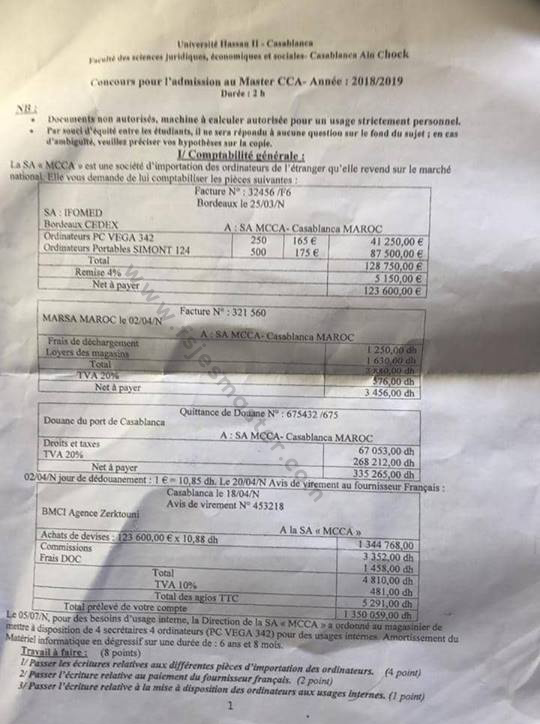 Université Hassan II - Casablanca
Faculté des sciences juridiques, économiques et sociales- Casablanca Ain Chock
Concours pour l'admission au Master CCA- Année : 2018/2019
Durée : 2 h
NB :
• Documents non autorisés, machine à calculer autorisée pour un usage strictement personnel.
• Par souci d'équité entre les étudiants, il ne sera répondu à aucune question sur le fond du sujet ; en cas
d'ambiguïté, veuillez préciser vos hypothèses sur la copie.
I/ Comptabilité générale :
La SA « MCCA » est une société d'importation des ordinateurs de l'étranger qu'elle revend sur le marché
national. Elle vous demande de lui comptabiliser les pièces suivantes :
Facture N° : 32456 /F6
Bordeaux le 25/03/N
SA : IFOMED
Bordeaux CEDEX A : SA MCCA- Casablanca MAROC
Ordinateurs PC VEGA 342 250 165 € 41 250,00 €
Ordinateurs Portables SIMONT 124 500 175 € 87 500,00 €
Total 128 750,00 €
Remise 4% 5 150,00 €
Net à payer 123 600,00 €
Facture N° : 321 560
MARSA MAROC le 02/04/N
A : SA MCCA- Casablanca MAROC
Frais de déchargement 1 250,00 dh
Loyers des magasins 1 630,00 dh
Total 2 880,00 dh
TVA 20% 576,00 dh
Net à payer 3 456,00 dh
Quittance de Douane N° : 675432 /675
Douane du port de Casablanca
A : SA MCCA- Casablanca MAROC
Droits et taxes 67 053,00 dh
TVA 20% 268 212,00 dh
Net à payer 335 265,00 dh
02/04/N jour de dédouanement : 1 € = 10,85 dh. Le 20/04/N Avis de virement au fournisseur Français :
Casablanca le 18/04/N
Avis de virement N° 453218
BMCI Agence Zerktouni
A la SA « MCCA »
Achats de devises : 123 600,00 € x 10,88 dh 1 344 768,00
Commissions 3 352,00 dh
Frais DOC 1 458,00 dh
Total 4 810,00 dh
TVA 10% 481,00 dh
Total des agios TTC 5 291,00 dh
Total prélevé de votre compte 1 350 059,00 dh
Le 05/07/N, pour des besoins d'usage interne, la Direction de la SA « MCCA » a ordonné au magasinier de
mettre à disposition de 4 secrétaires 4 ordinateurs (PC VEGA 342) pour des usages internes. Amortissement du
Matériel informatique en dégressif sur une durée de : 6 ans et 8 mois.
Travail à faire : (8 points)
1/ Passer les écritures relatives aux différentes pièces d'importation des ordinateurs. (4 point)
2/ Passer l'écriture relative au paiement du fournisseur français. (2 point)
3/ Passer l'écriture relative à la mise à disposition des ordinateurs aux usages internes. (1 point)
1